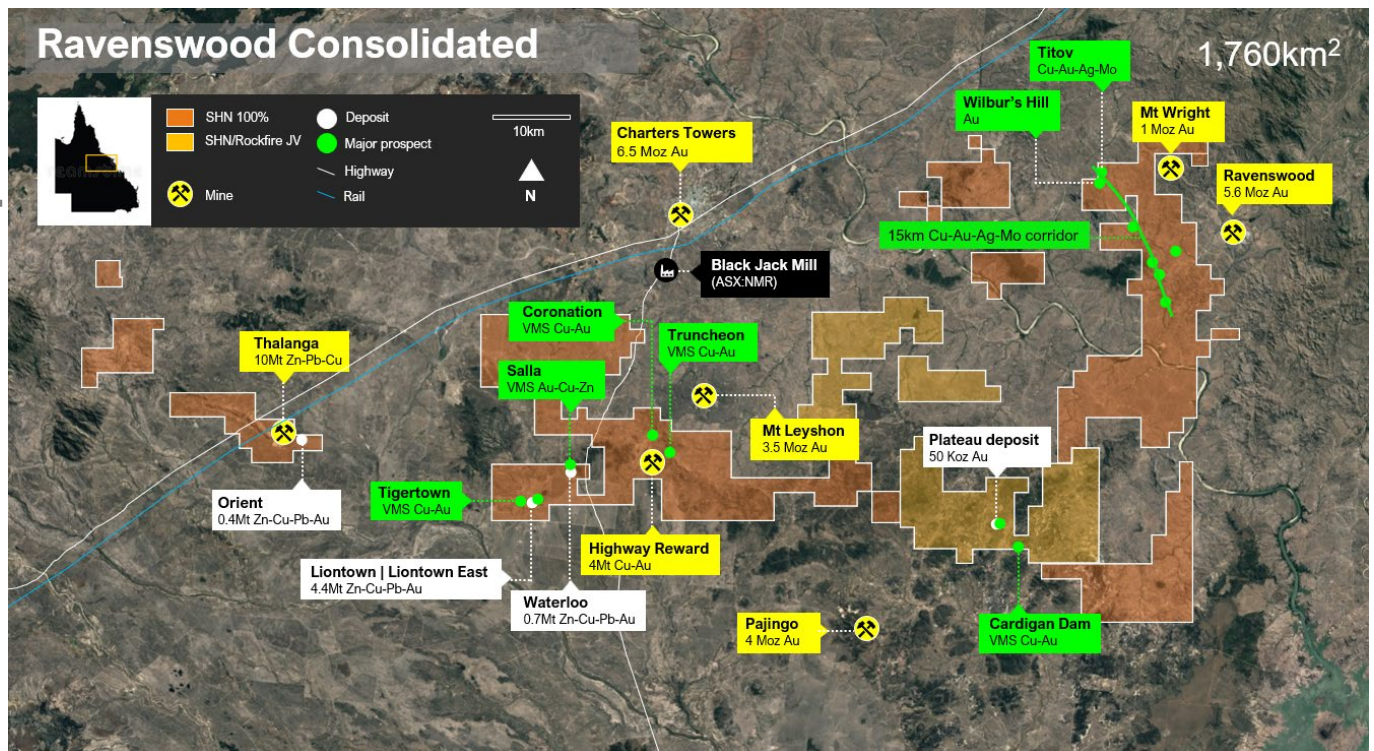 Ravenswood Consolidated
1,760km2
SHN 100%
SHN/Rockfire JV
Mine
Deposit
Major prospect
Highway
Rail
10km
N
Titov
Cu-Au-Ag-Mo
Wilbur's Hill
Au
Mt Wright
1 Moz Au
Ravenswood
5.6 Moz Au
Charters Towers
6.5 Moz Au
15km Cu-Au-Ag-Mo corridor
Black Jack Mill
(ASX:NMR)
Coronation
VMS Cu-Au
Truncheon
VMS Cu-Au
Thalanga
10Mt Zn-Pb-Cu
Salla
VMS Au-Cu-Zn
Mt Leyshon
3.5 Moz Au
Plateau deposit
50 Koz Au
Orient
0.4Mt Zn-Cu-Pb-Au
Tigertown
VMS Cu-Au
Highway Reward
4Mt Cu-Au
Liontown | Liontown East
4.4Mt Zn-Cu-Pb-Au
Waterloo
0.7Mt Zn-Cu-Pb-Au
Pajingo
4 Moz Au
Cardigan Dam
VMS Cu-Au